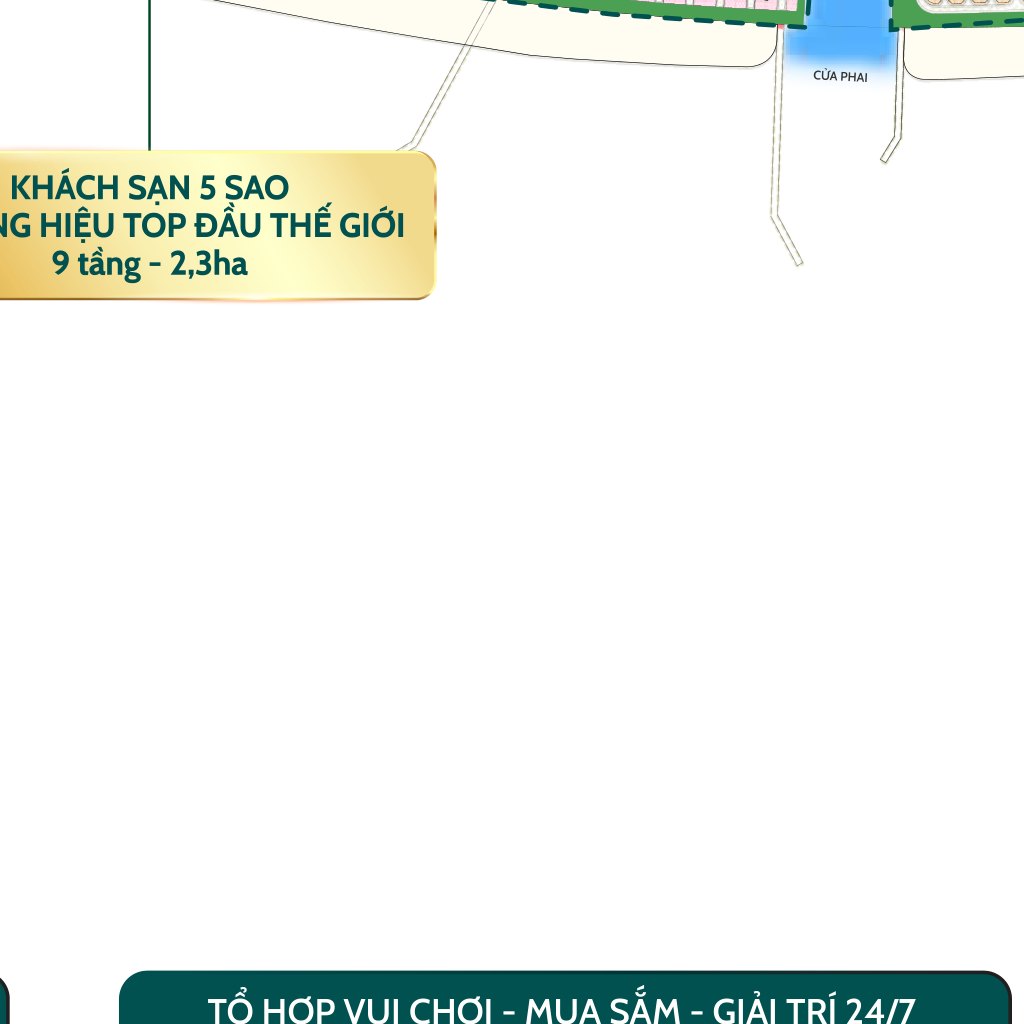 CỬA PHAI
KHÁCH SẠN 5 SAO
NG HIỆU TOP ĐẦU THẾ GIỚI
9 tầng - 2,3ha
TỔ HỢP VUI CHƠI - MUA SẮM - GIẢI TRÍ 24/7